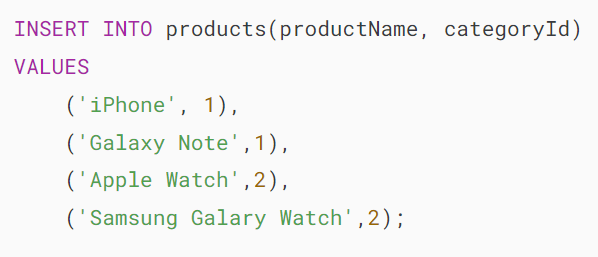 INSERT INTO products(productName, categoryId)
VALUES
    ('iPhone', 1),
    ('Galaxy Note',1),
    ('Apple Watch',2),
    ('Samsung Galary Watch',2);